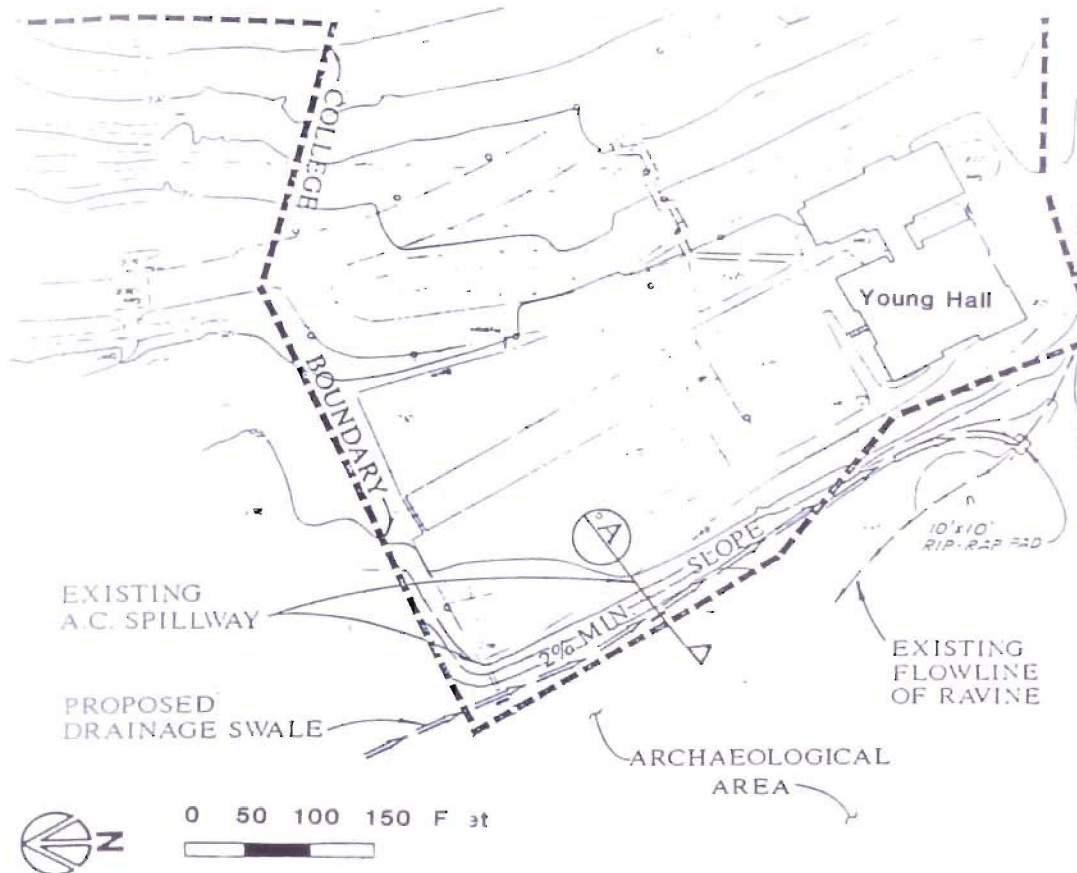 COLLEGE
BOUNDARY
Young Hall
A
2% MIN. SLOPE
10'x10'
RIP-RAP PAD
EXISTING
A.C. SPILLWAY
EXISTING
FLOWLINE
OF RAVINE
PROPOSED
DRAINAGE SWALE
ARCHAEOLOGICAL
AREA
N
0 50 100 150 F et